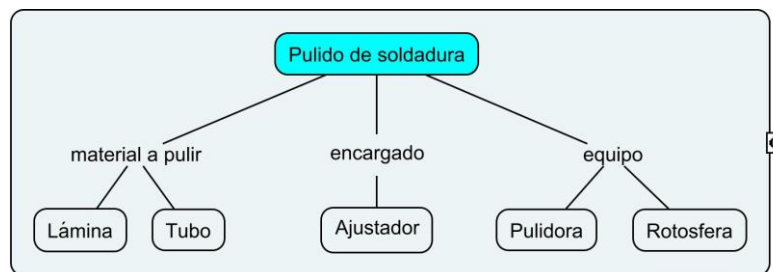 Pulido de soldadura
material a pulir
encargado
equipo
Lámina
Tubo
Ajustador
Pulidora
Rotosfera